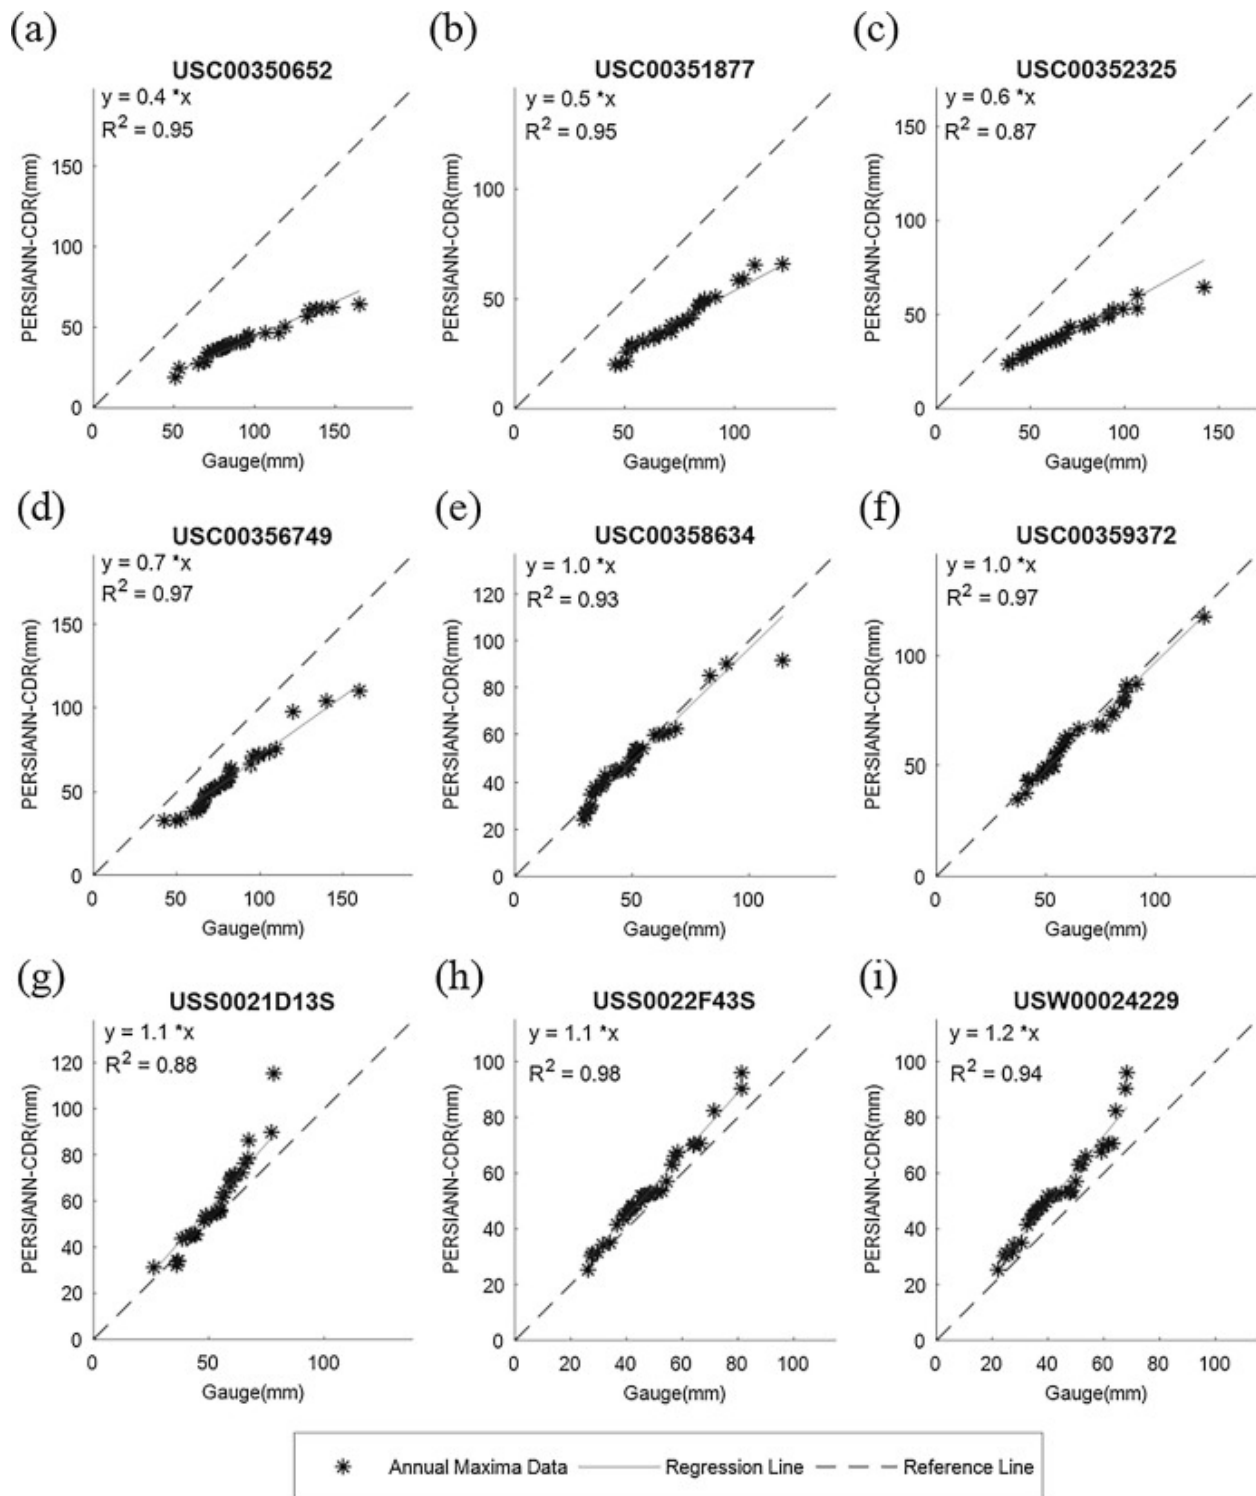 (a)
USC00350652
y = 0.4 *x
R² = 0.95
PERSIANN-CDR(mm)
150
100
50
0
0 50 100 150
Gauge(mm)
(b)
USC00351877
y = 0.5 *x
R² = 0.95
PERSIANN-CDR(mm)
100
50
0
0 50 100
Gauge(mm)
(c)
USC00352325
y = 0.6 *x
R² = 0.87
PERSIANN-CDR(mm)
150
100
50
0
0 50 100 150
Gauge(mm)
(d)
USC00356749
y = 0.7 *x
R² = 0.97
PERSIANN-CDR(mm)
150
100
50
0
0 50 100 150
Gauge(mm)
(e)
USC00358634
y = 1.0 *x
R² = 0.93
PERSIANN-CDR(mm)
120
100
80
60
40
20
0
0 50 100
Gauge(mm)
(f)
USC00359372
y = 1.0 *x
R² = 0.97
PERSIANN-CDR(mm)
100
50
0
0 50 100
Gauge(mm)
(g)
USS0021D13S
y = 1.1 *x
R² = 0.88
PERSIANN-CDR(mm)
120
100
80
60
40
20
0
0 50 100
Gauge(mm)
(h)
USS0022F43S
y = 1.1 *x
R² = 0.98
PERSIANN-CDR(mm)
100
80
60
40
20
0
0 20 40 60 80 100
Gauge(mm)
(i)
USW00024229
y = 1.2 *x
R² = 0.94
PERSIANN-CDR(mm)
100
80
60
40
20
0
0 20 40 60 80 100
Gauge(mm)
Annual Maxima Data Regression Line Reference Line